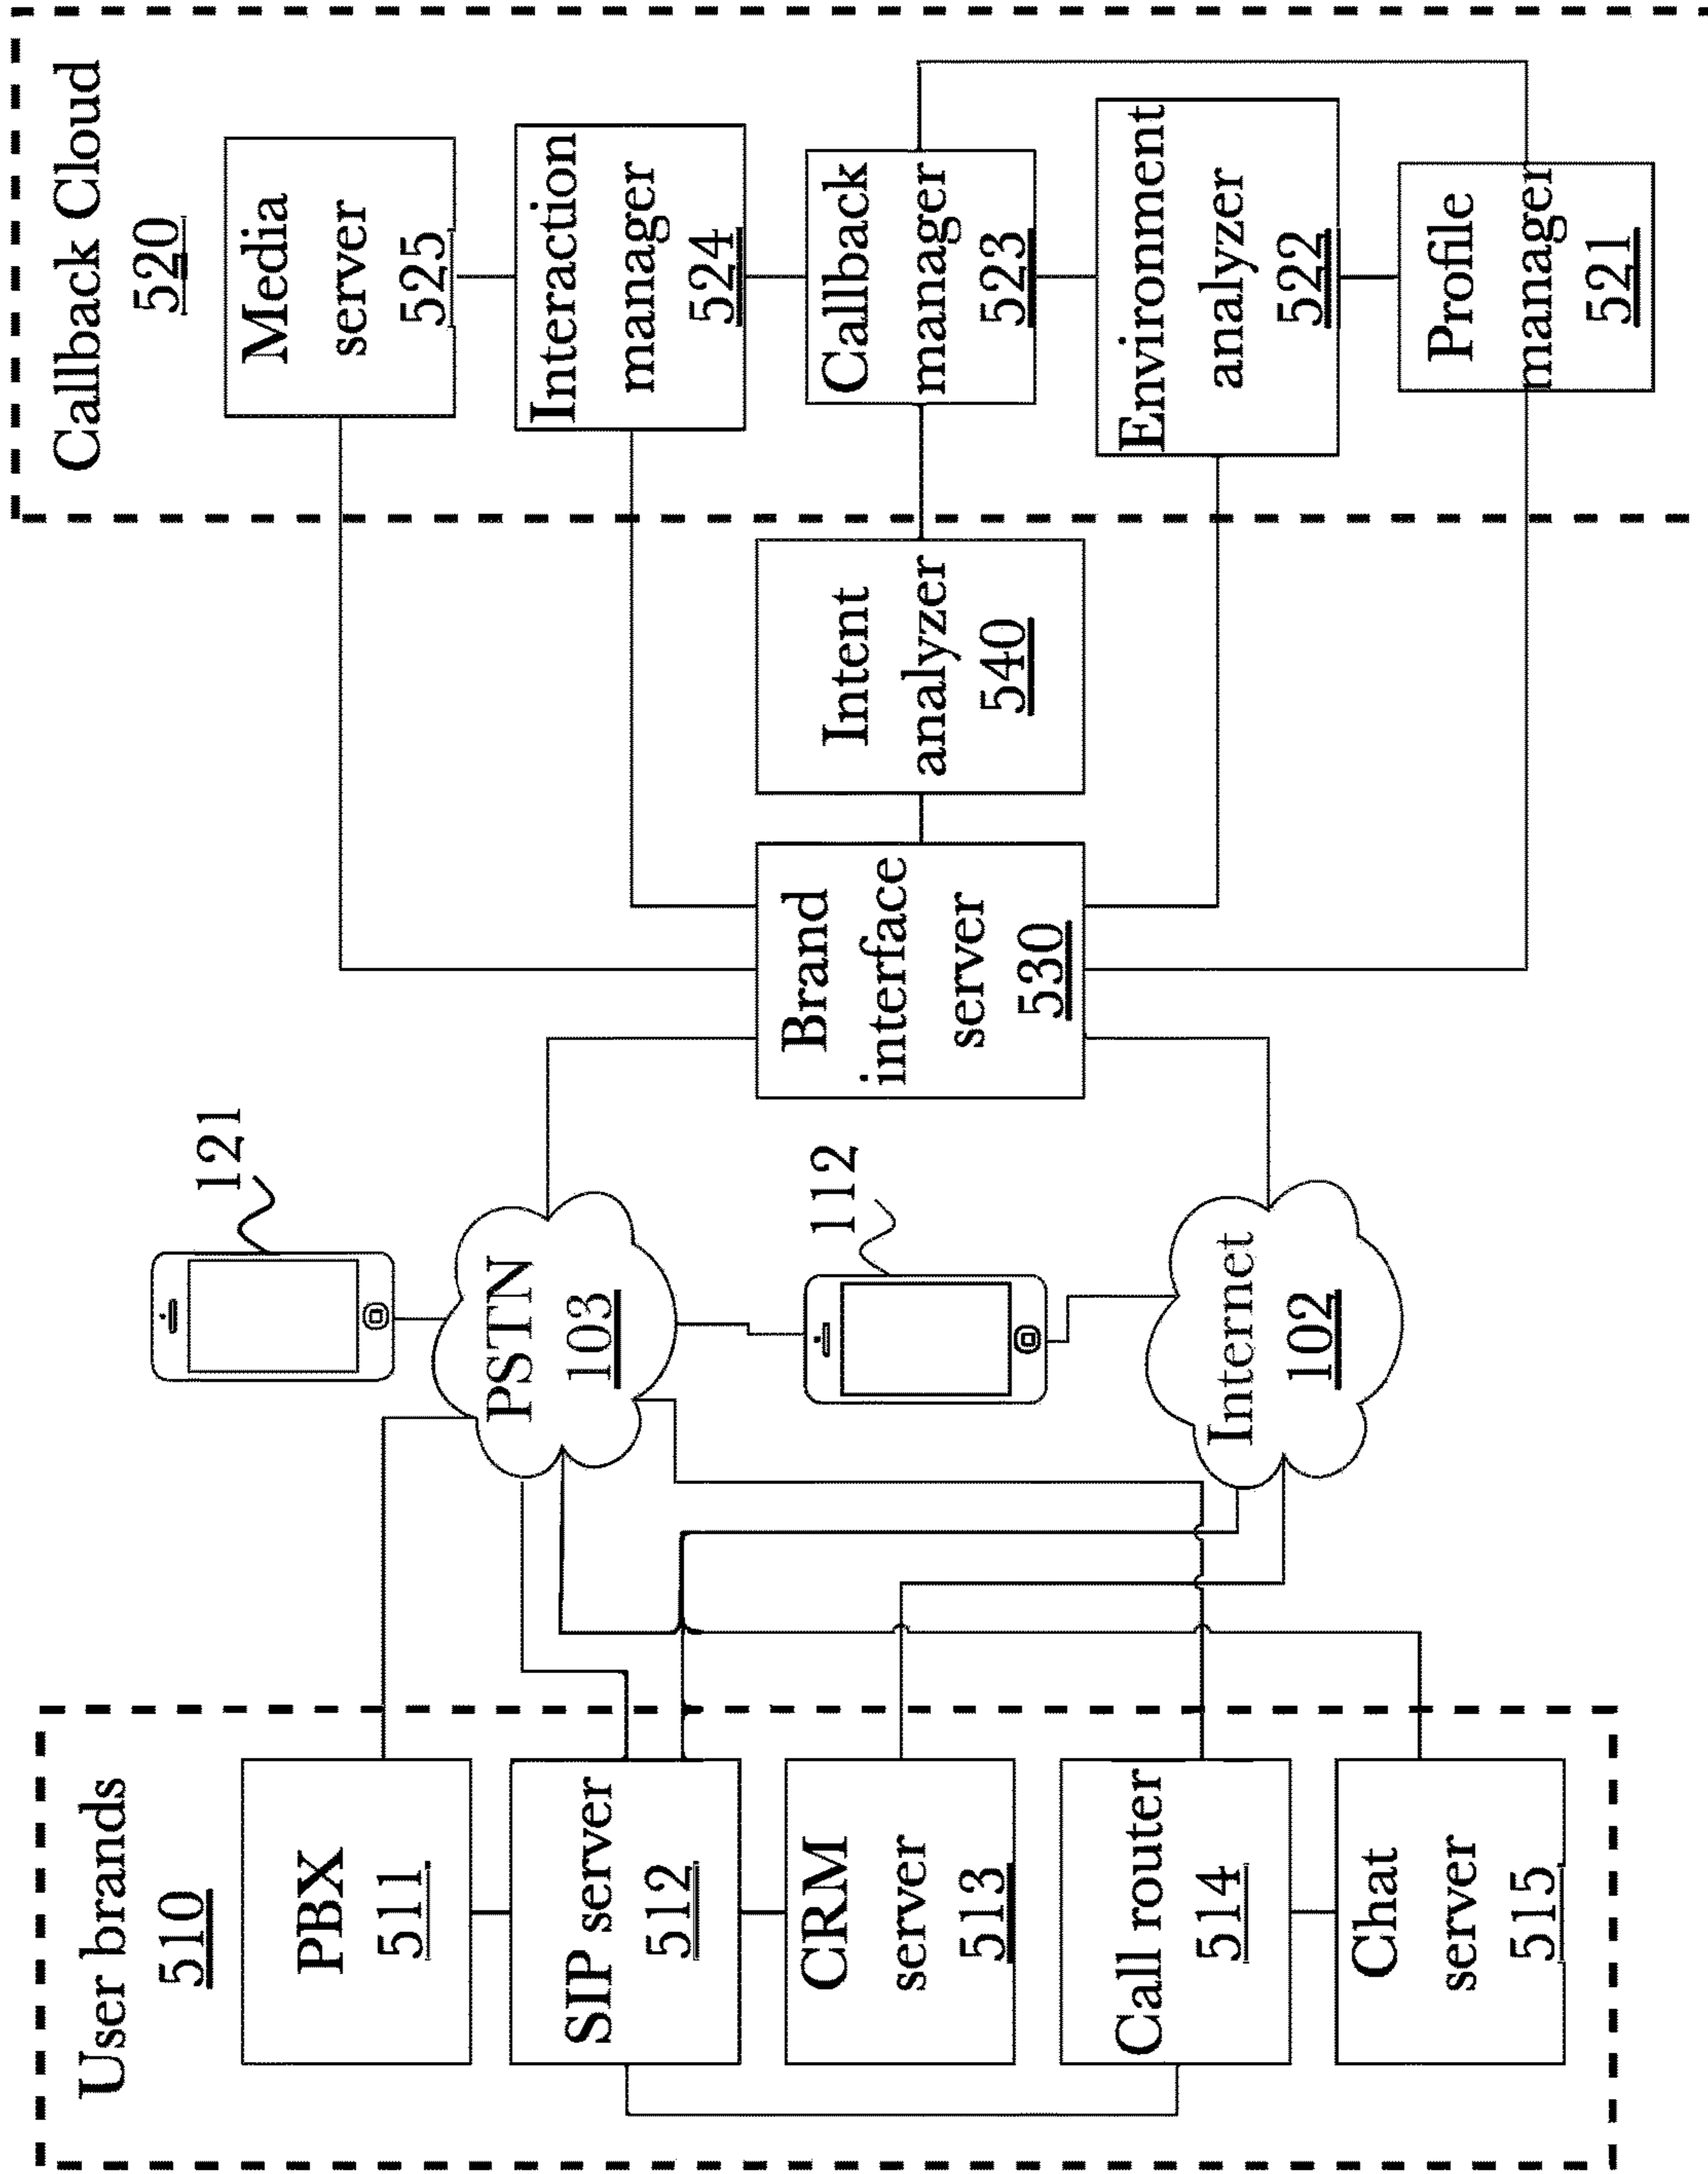 User brands
510
PBX
511
SIP server
512
CRM
server
513
Call router
514
Chat
server
515
121
PSTN
103
112
Internet
102
Brand
interface
server
530
Intent
analyzer
540
Callback Cloud
520
Media
server
525
Interaction
manager
524
Callback
manager
523
Environment
analyzer
522
Profile
manager
521